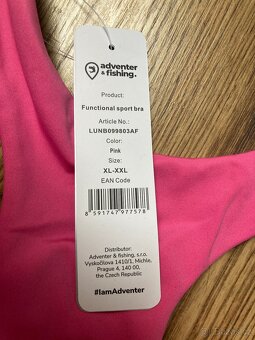 adventer
& fishing.
Product:
Functional sport bra
Article No.:
LUNB099803AF
Color:
Pink
Size:
XL-XXL
EAN Code
8 591747 977578
Distributor:
Adventer & fishing, s.r.o.
Vyskočilova 1410/1, Michle,
Prague 4, 140 00,
the Czech Republic
#IamAdventer